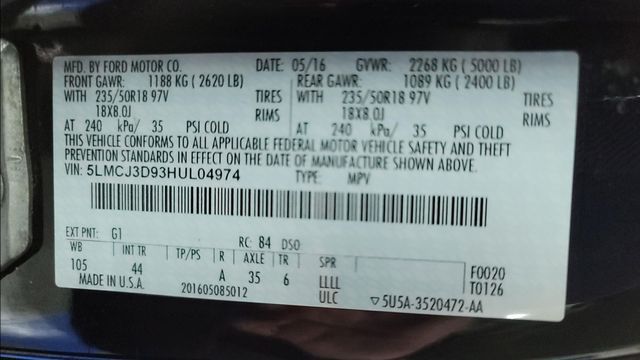 MFD. BY FORD MOTOR CO. DATE: 05/16 GVWR: 2268 KG ( 5000 LB)
FRONT GAWR: 1188 KG ( 2620 LB) REAR GAWR: 1089 KG ( 2400 LB)
WITH 235/50R18 97V TIRES WITH 235/50R18 97V TIRES
18X8.0J RIMS 18X8.0J RIMS
AT 240 kPa/ 35 PSI COLD AT 240 kPa/ 35 PSI COLD
THIS VEHICLE CONFORMS TO ALL APPLICABLE FEDERAL MOTOR VEHICLE SAFETY AND THEFT
PREVENTION STANDARDS IN EFFECT ON THE DATE OF MANUFACTURE SHOWN ABOVE.
VIN: 5LMCJ3D93HUL04974 TYPE: MPV
EXT PNT: G1 RC: 84 DSO
WB INT TR TP/PS R AXLE TR SPR F0020
105 44 A 35 6 LLLL T0126
MADE IN U.S.A. 201605085012 ULC ▽5U5A-3520472-AA